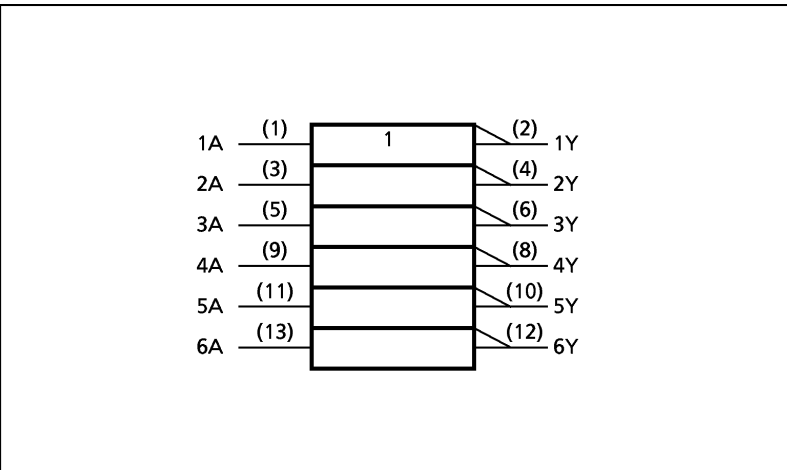 (1) 1 (2)
1A 1Y
(3) (4)
2A 2Y
(5) (6)
3A 3Y
(9) (8)
4A 4Y
(11) (10)
5A 5Y
(13) (12)
6A 6Y